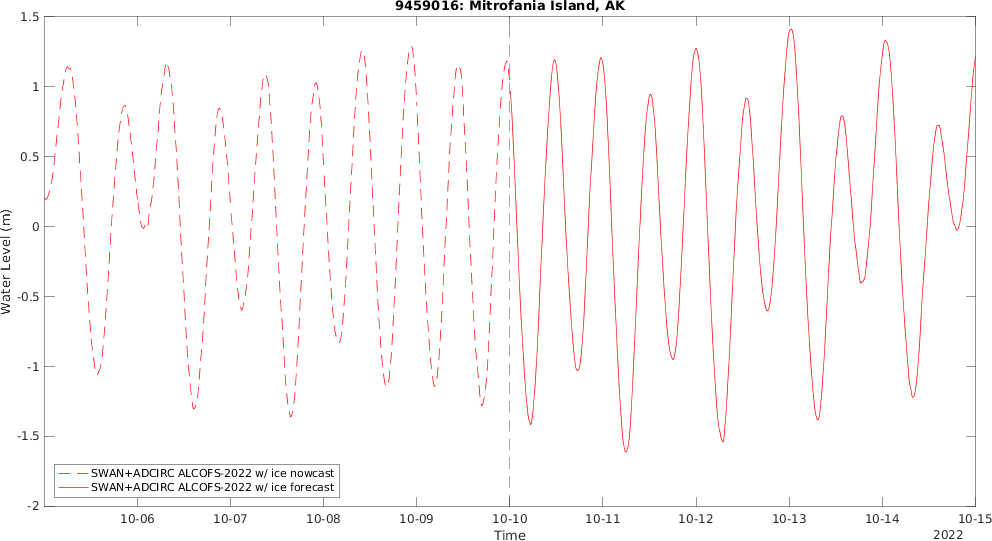 9459016: Mitrofania Island, AK
1.5
1
0.5
0
-0.5
-1
-1.5
-2
Water Level (m)
SWAN+ADCIRC ALCOFS-2022 w/ ice nowcast
SWAN+ADCIRC ALCOFS-2022 w/ ice forecast
10-06 10-07 10-08 10-09 10-10 10-11 10-12 10-13 10-14 10-15
Time
2022